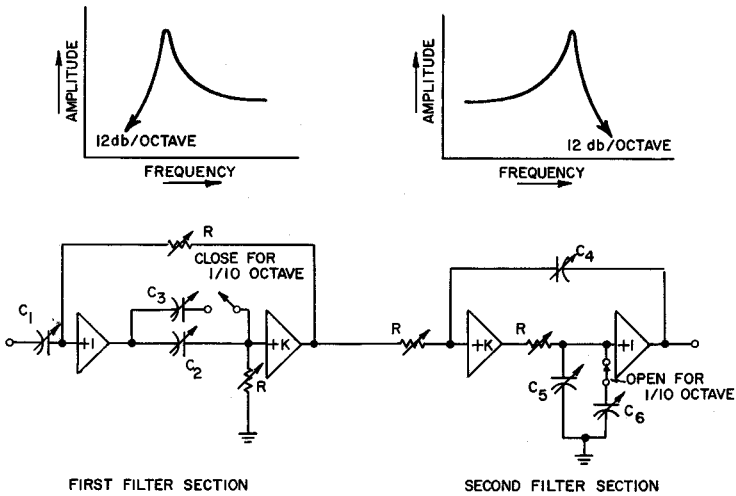 AMPLITUDE
12db/OCTAVE
FREQUENCY
AMPLITUDE
12 db/OCTAVE
FREQUENCY
R
CLOSE FOR
1/10 OCTAVE
C1
C3
+1
C2
+K
R
C4
R
+K
R
+1
C5
OPEN FOR
1/10 OCTAVE
C6
FIRST FILTER SECTION
SECOND FILTER SECTION